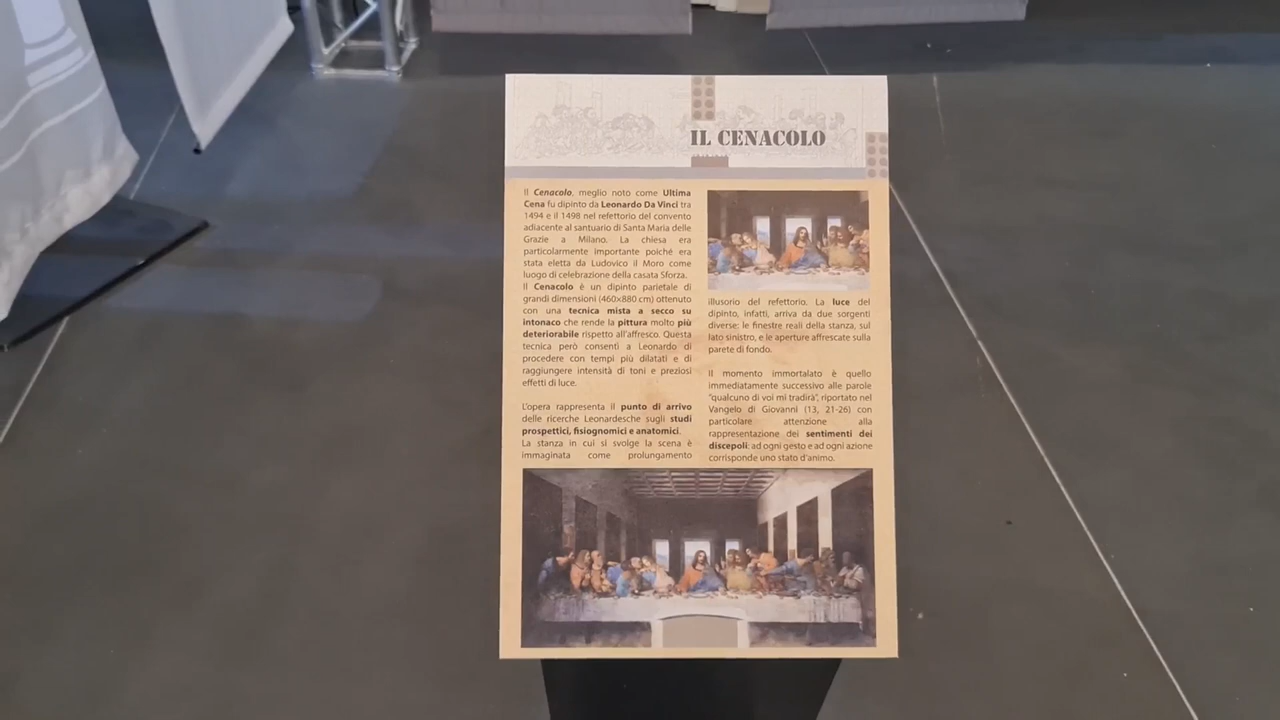 IL CENACOLO
Il Cenacolo, meglio noto come Ultima
Cena fu dipinto da Leonardo Da Vinci tra
1494 e il 1498 nel refettorio del convento
adiacente al santuario di Santa Maria delle
Grazie a Milano. La chiesa era
particolarmente importante poiché era
stata eletta da Ludovico il Moro come
luogo di celebrazione della casata Sforza.
Il Cenacolo è un dipinto parietale di
grandi dimensioni (460×880 cm) ottenuto
con una tecnica mista a secco su
intonaco che rende la pittura molto più
deteriorabile rispetto all'affresco. Questa
tecnica però consentì a Leonardo di
procedere con tempi più dilatati e di
raggiungere intensità di toni e preziosi
effetti di luce.
L'opera rappresenta il punto di arrivo
delle ricerche Leonardesche sugli studi
prospettici, fisiognomici e anatomici.
La stanza in cui si svolge la scena è
immaginata come prolungamento
illusorio del refettorio. La luce del
dipinto, infatti, arriva da due sorgenti
diverse: le finestre reali della stanza, sul
lato sinistro, e le aperture affrescate sulla
parete di fondo.
Il momento immortalato è quello
immediatamente successivo alle parole
"qualcuno di voi mi tradirà", riportato nel
Vangelo di Giovanni (13, 21-26) con
particolare attenzione alla
rappresentazione dei sentimenti dei
discepoli: ad ogni gesto e ad ogni azione
corrisponde uno stato d'animo.